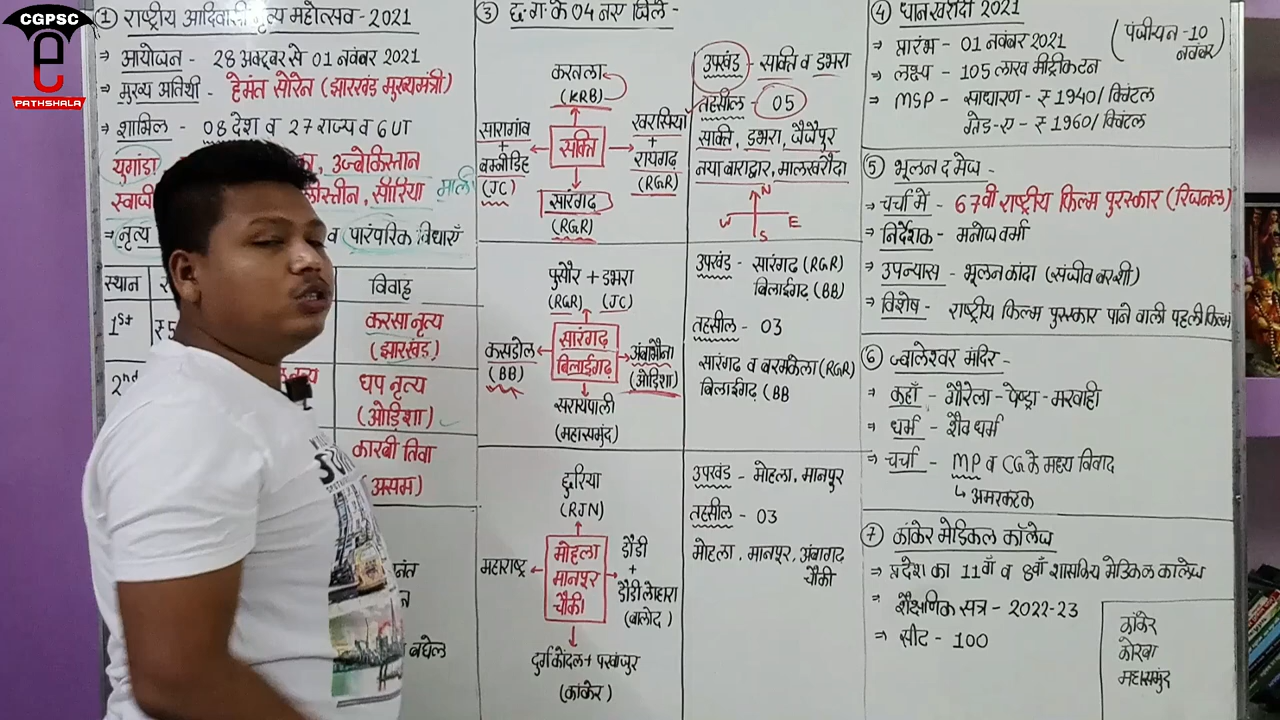 CGPSC
e
PATHSHALA
① राष्ट्रीय आदिवासी नृत्य महोत्सव - 2021
⇒ आयोजन - 28 अक्टूबर से 01 नवंबर 2021
⇒ मुख्य अतिथी - हेमंत सोरेन (झारखंड मुख्यमंत्री)
⇒ शामिल - 08 देश व 27 राज्य व 6 UT
युगांडा
उज्बेकिस्तान
स्वाजी
सीरिया माली
⇒ नृत्य
व पारंपरिक विधाएँ
स्थान
विवाह
1st
₹ 5
करसा नृत्य
(झारखंड)
2nd
धप नृत्य
(ओड़िशा)
कारबी तिवा
(असम)
बघेल
③ छ.ग के 04 नए जिले -
करतला
(KRB)
सारागांव
+
बम्नीडिह
(JC)
सक्ति
खरसिया
+
रायगढ़
(RGR)
सारंगढ़
(RGR)
उपखंड - सक्ति व डभरा
तहसील - 05
सक्ति, डभरा, जैजैपुर
नया बाराद्वार, मालखरौदा
N
W E
S
पुसौर + डभरा
(RGR) (JC)
कसडोल
(BB)
सारंगढ़
बिलाईगढ़
अंबाभौना
(ओड़िशा)
सरायपाली
(महासमुंद)
उपखंड - सारंगढ़ (RGR)
बिलाईगढ़ (BB)
तहसील - 03
सारंगढ व बरमकेला (RGR)
बिलाईगढ़ (BB
छुरिया
(RJN)
महाराष्ट्र
मोहला
मानपुर
चौकी
डौंडी
+
डौंडी लोहारा
(बालोद)
दुर्गकोंदल + पखांजुर
(कांकेर)
उपखंड - मोहला, मानपुर
तहसील - 03
मोहला, मानपुर, अंबागढ
चौकी
④ धान खरीदी 2021
⇒ प्रारंभ - 01 नवंबर 2021
(पंजीयन - 10
नवंबर)
⇒ लक्ष्य - 105 लाख मीट्रीकटन
⇒ MSP - साधारण - ₹ 1940/ क्विंटल
ग्रेड-ए - ₹ 1960/ क्विंटल
⑤ भूलन द मेज -
⇒ चर्चा में - 67वीं राष्ट्रीय फिल्म पुरस्कार (रिजनल)
⇒ निर्देशक - मनोज वर्मा
⇒ उपन्यास - भूलन कांदा (संजीव बख्शी)
⇒ विशेष - राष्ट्रीय फिल्म पुरस्कार पाने वाली पहली फिल्म
⑥ ज्वालेश्वर मंदिर -
⇒ कहाँ - गौरेला - पेण्ड्रा - मरवाही
⇒ धर्म - शैव धर्म
⇒ चर्चा - MP व CG के मध्य विवाद
↳ अमरकंटक
⑦ कांकेर मेडिकल कॉलेज
⇒ प्रदेश का 11वाँ व 8वाँ शासकिय मेडिकल कालेज
⇒ शैक्षणिक सत्र - 2022-23
⇒ सीट - 100
कांकेर
कोरबा
महासमुंद